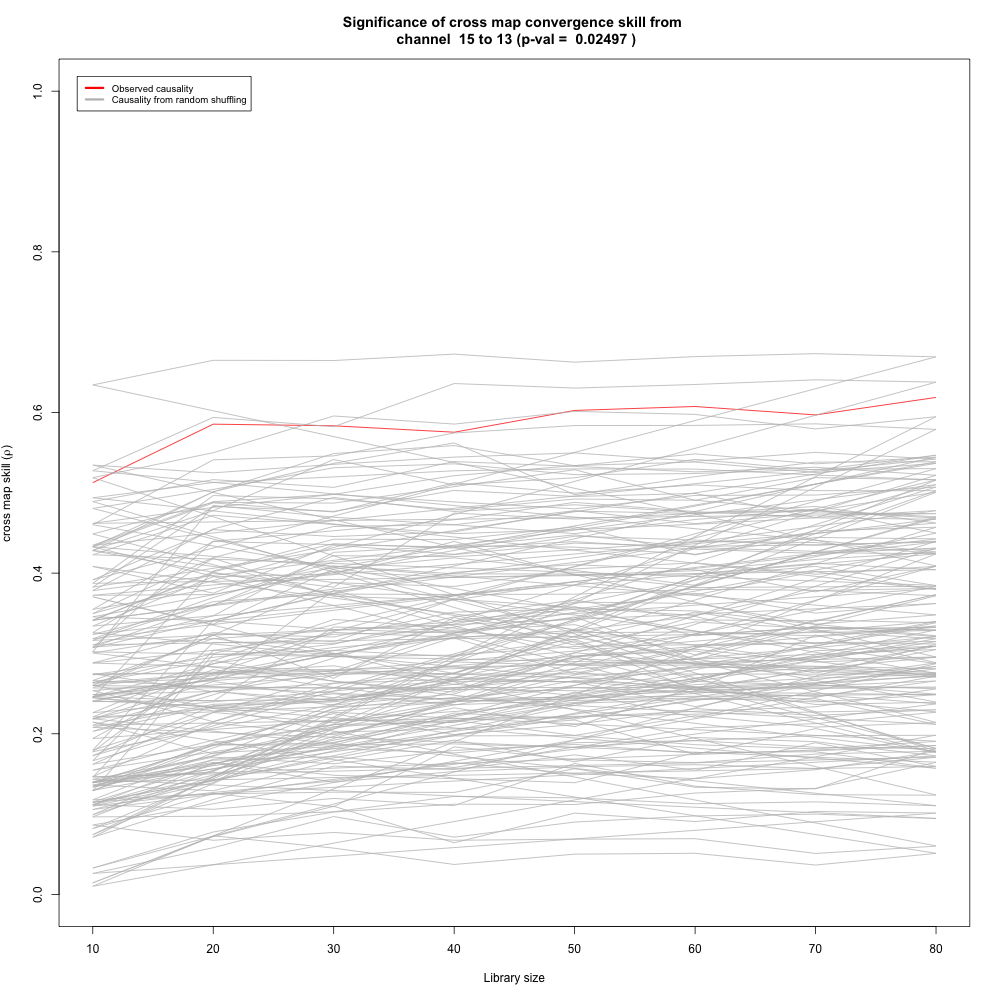 Significance of cross map convergence skill from
channel  15 to 13 (p-val =  0.02497 )
Observed causality
Causality from random shuffling
1.0
0.8
0.6
0.4
0.2
0.0
cross map skill (ρ)
10 20 30 40 50 60 70 80
Library size